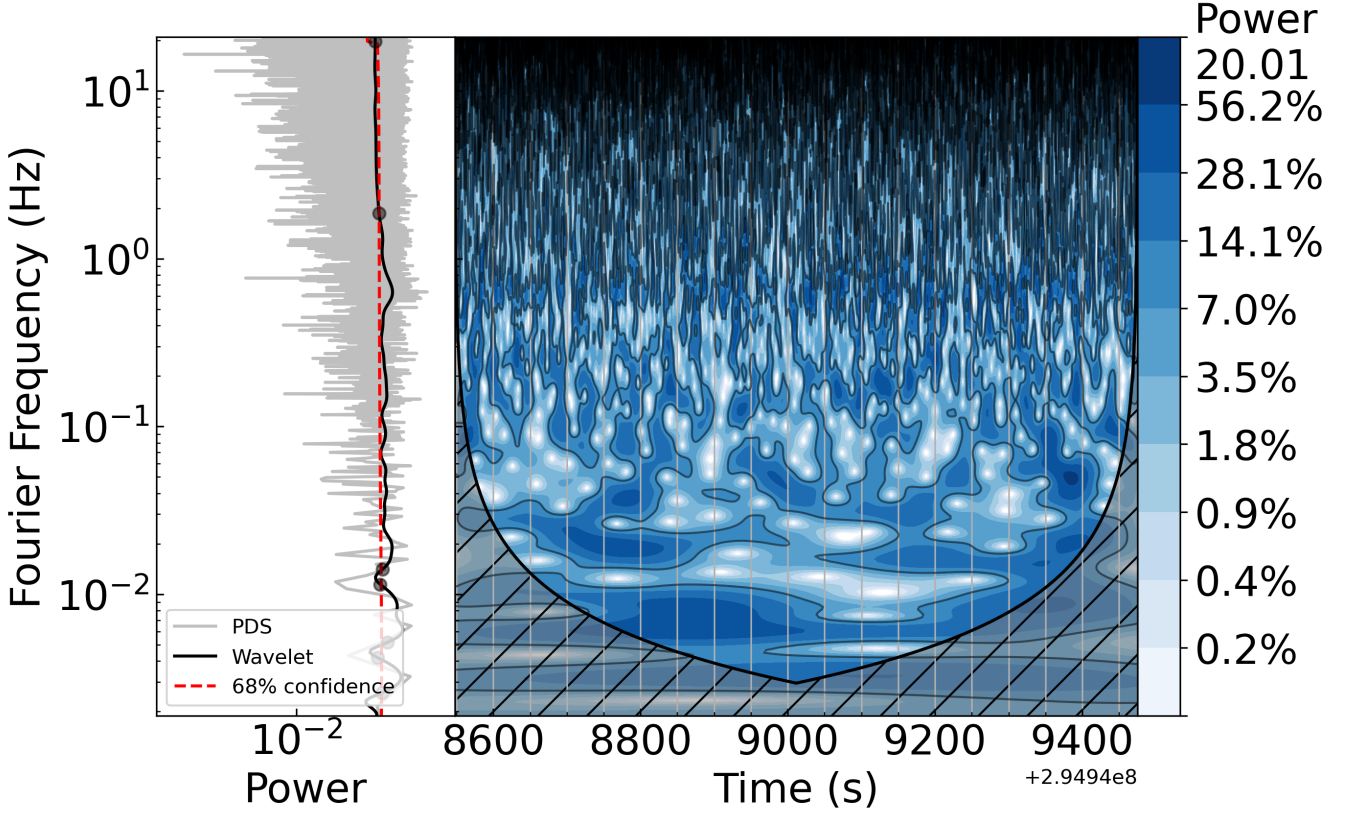 Power
20.01
56.2%
28.1%
14.1%
7.0%
3.5%
1.8%
0.9%
0.4%
0.2%
Fourier Frequency (Hz)
10¹
10⁰
10⁻¹
10⁻²
PDS
Wavelet
68% confidence
10⁻²
Power
8600 8800 9000 9200 9400
+2.9494e8
Time (s)